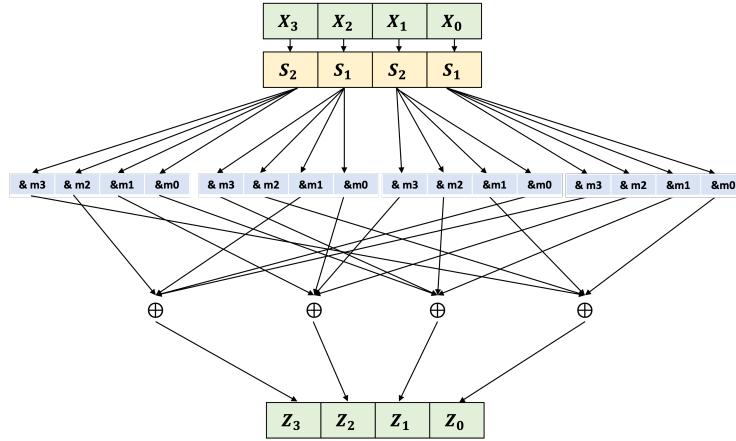 X₃ X₂ X₁ X₀
S₂ S₁ S₂ S₁
& m3 & m2 &m1 &m0 & m3 & m2 &m1 &m0 & m3 & m2 &m1 &m0 & m3 & m2 &m1 &m0
⊕ ⊕ ⊕ ⊕
Z₃ Z₂ Z₁ Z₀